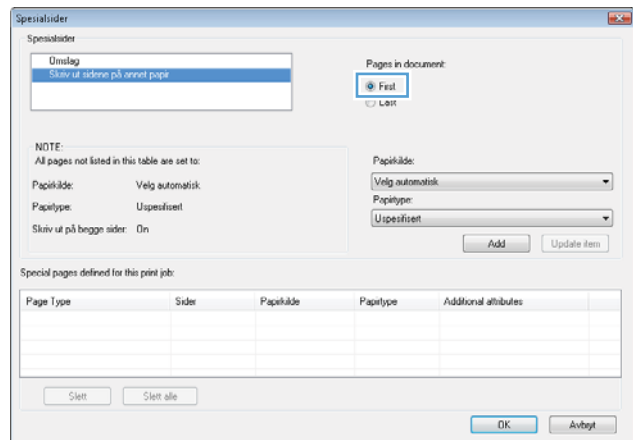 Spesialsider
Spesialsider
Omslag
Skriv ut sidene på annet papir
Pages in document:
First
Last
NOTE:
All pages not listed in this table are set to:
Papirkilde: Velg automatisk
Papirtype: Uspesifisert
Skriv ut på begge sider: On
Papirkilde:
Velg automatisk
Papirtype:
Uspesifisert
Add Update item
Special pages defined for this print job:
Page Type Sider Papirkilde Papirtype Additional attributes
Slett Slett alle
OK Avbryt